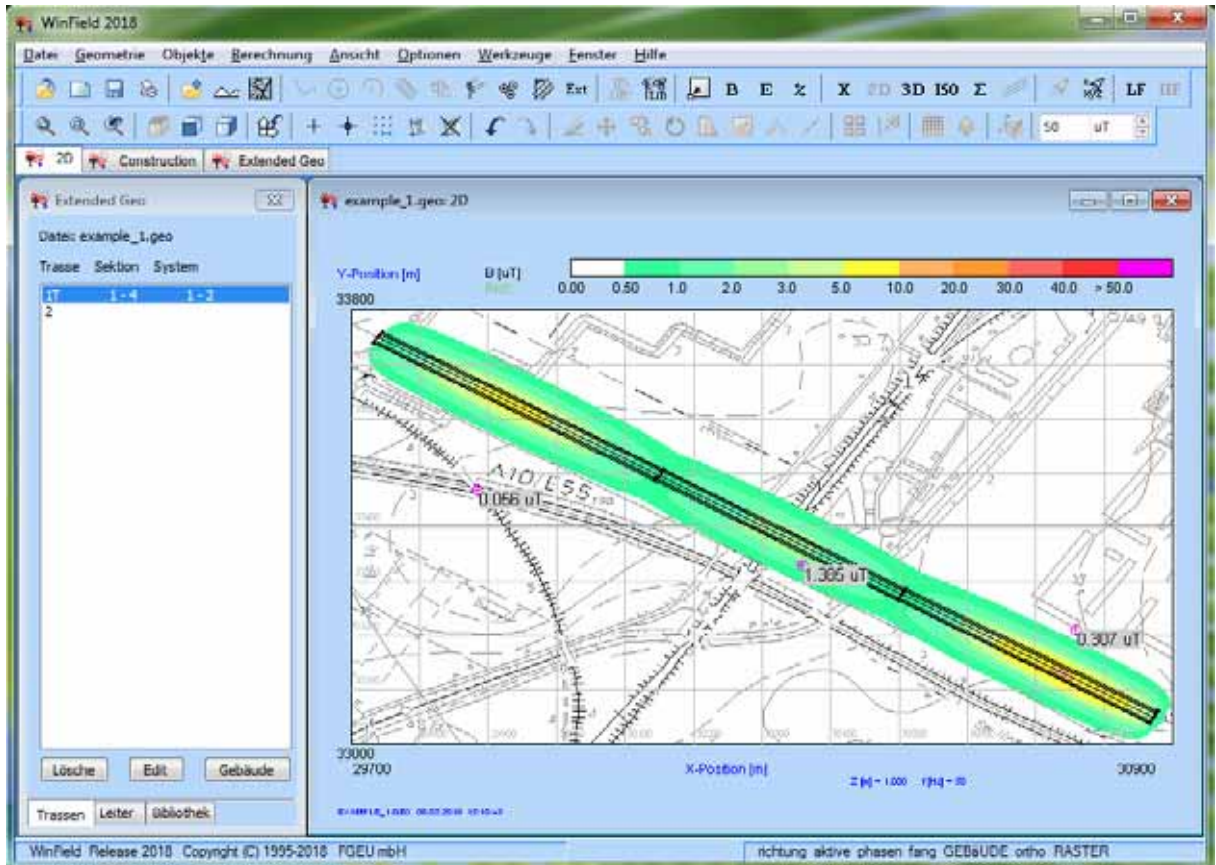 WinField 2018
Datei Geometrie Objekte Berechnung Ansicht Optionen Werkzeuge Fenster Hilfe
Ext B E X 2D 3D ISO Σ LF HF
50 uT
2D Construction Extended Geo
Extended Geo
Datei: example_1.geo
Trasse Sektion System
1T 1 - 4 1 - 2
2
Lösche Edit Gebäude
Trassen Leiter Bibliothek
example_1.geo: 2D
Y-Position [m] B [uT]
0.00 0.50 1.0 2.0 3.0 5.0 10.0 20.0 30.0 40.0 > 50.0
33800
A10/L55
0.056 uT
1.385 uT
0.307 uT
33000
29700 X-Position [m] 30900
WinField Release 2018 Copyright (C) 1995-2018 FGEU mbH
richtung aktive phasen fang GEBäUDE ortho RASTER